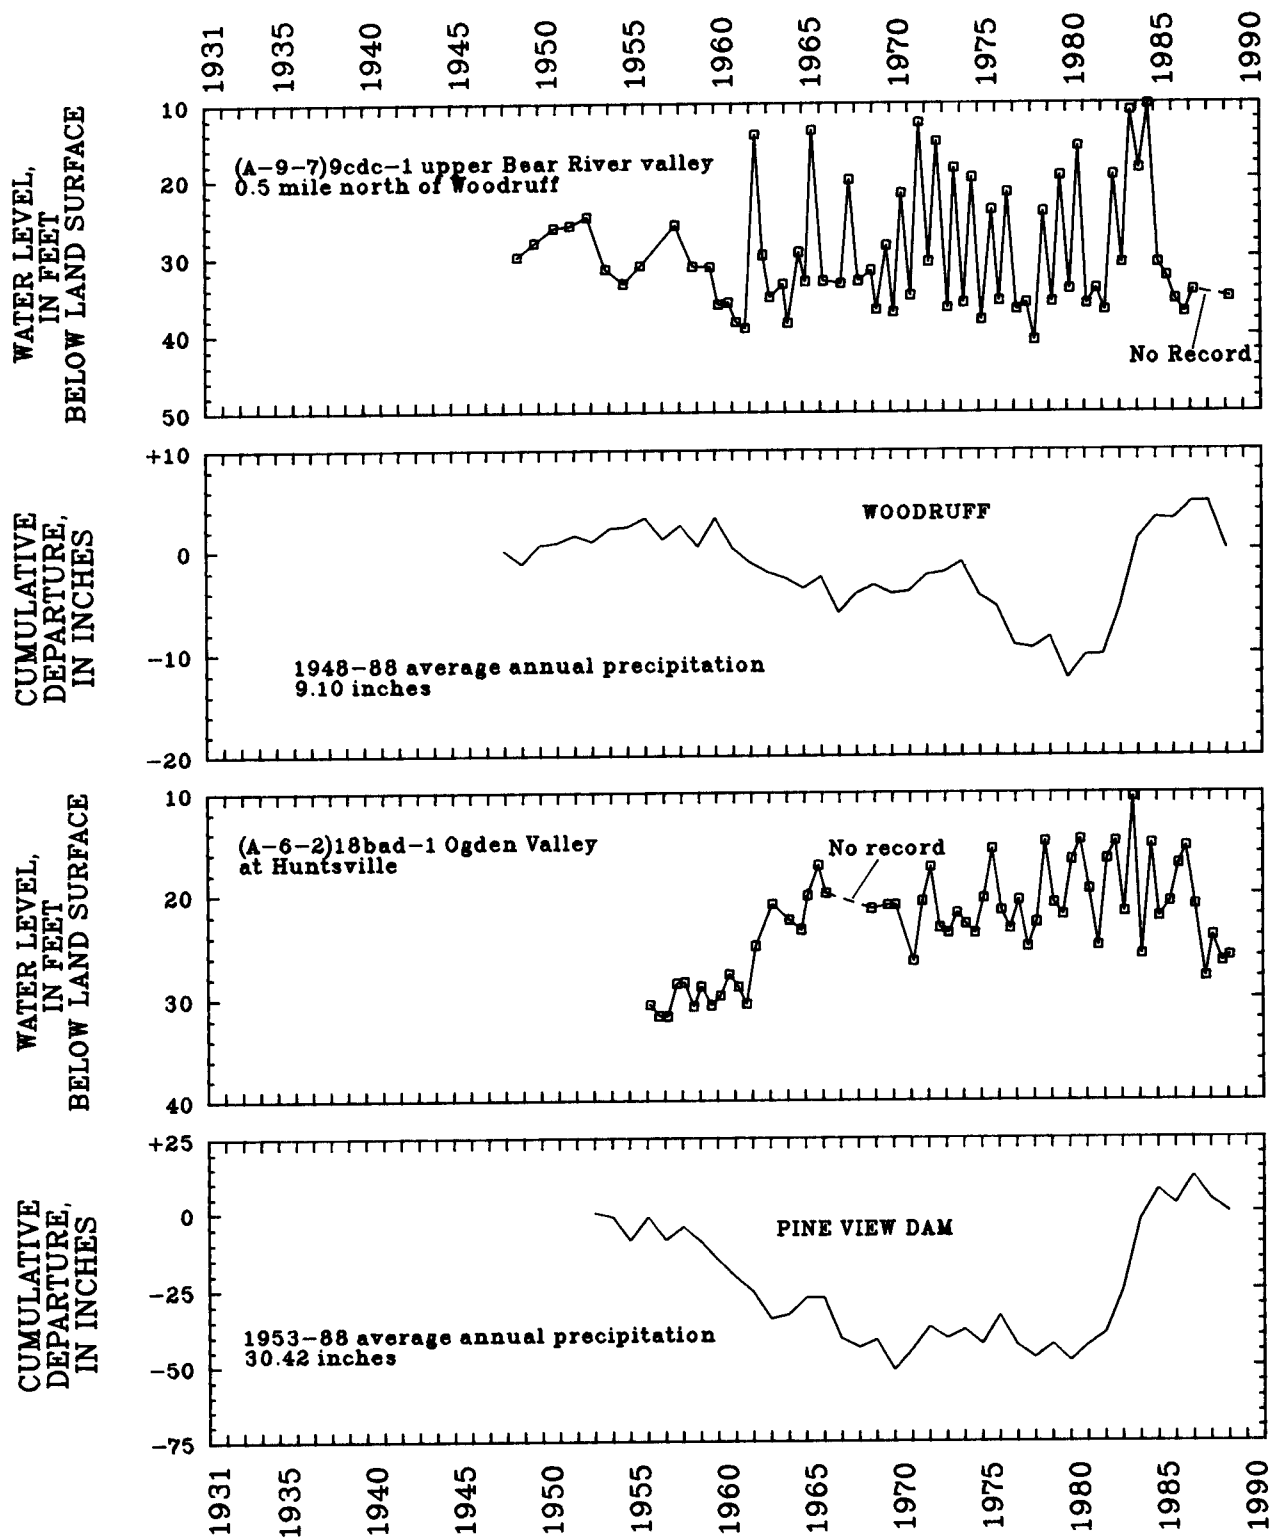 1931 1935 1940 1945 1950 1955 1960 1965 1970 1975 1980 1985 1990
WATER LEVEL,
IN FEET
BELOW LAND SURFACE
10
20
30
40
50
(A-9-7)9cdc-1 upper Bear River valley
0.5 mile north of Woodruff
No Record
CUMULATIVE
DEPARTURE,
IN INCHES
+10
0
-10
-20
WOODRUFF
1948-88 average annual precipitation
9.10 inches
WATER LEVEL,
IN FEET
BELOW LAND SURFACE
10
20
30
40
(A-6-2)18bad-1 Ogden Valley
at Huntsville
No record
CUMULATIVE
DEPARTURE,
IN INCHES
+25
0
-25
-50
-75
PINE VIEW DAM
1953-88 average annual precipitation
30.42 inches
1931 1935 1940 1945 1950 1955 1960 1965 1970 1975 1980 1985 1990